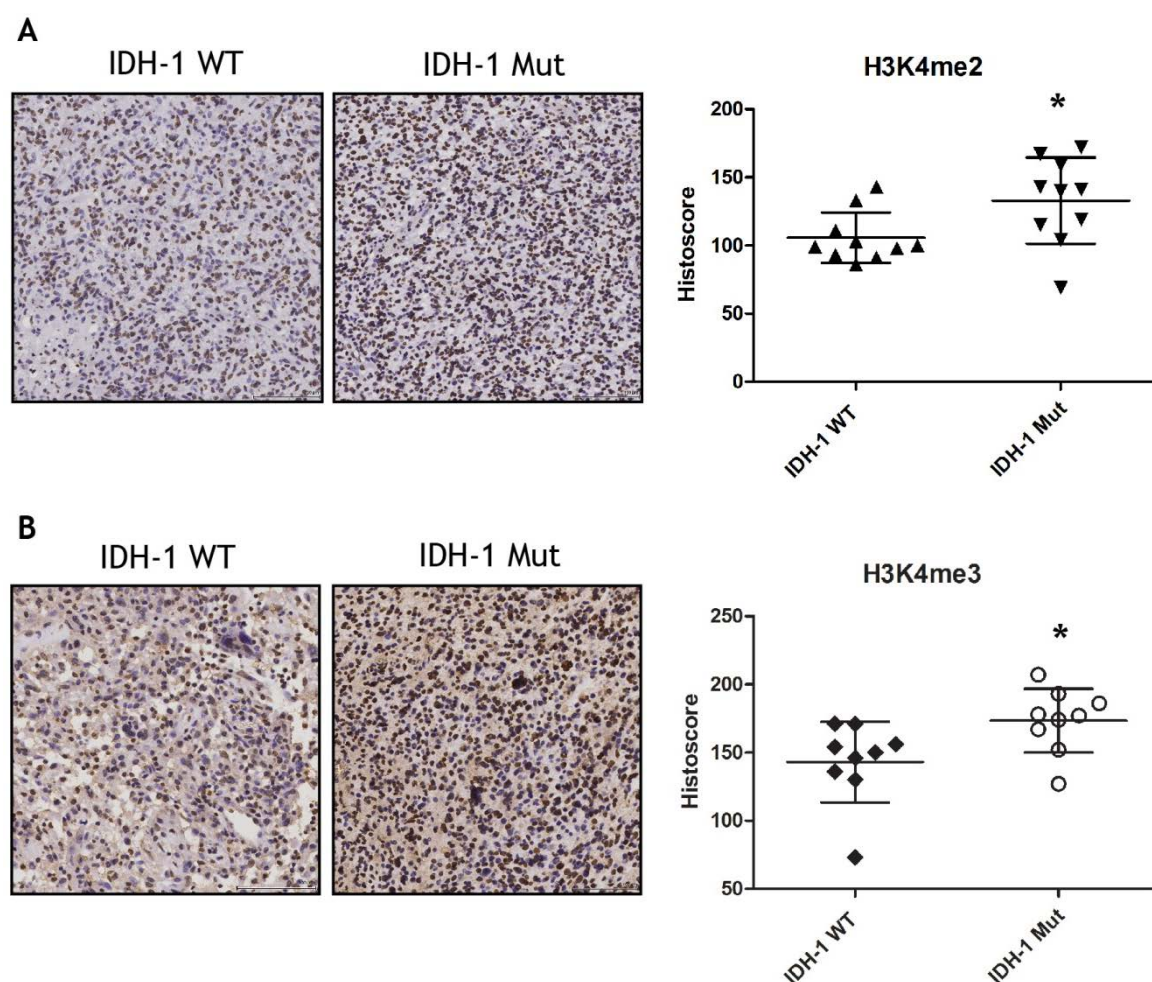 A
IDH-1 WT
IDH-1 Mut
H3K4me2
*
200
150
100
50
0
Histoscore
IDH-1 WT
IDH-1 Mut
B
IDH-1 WT
IDH-1 Mut
H3K4me3
*
250
200
150
100
50
Histoscore
IDH-1 WT
IDH-1 Mut